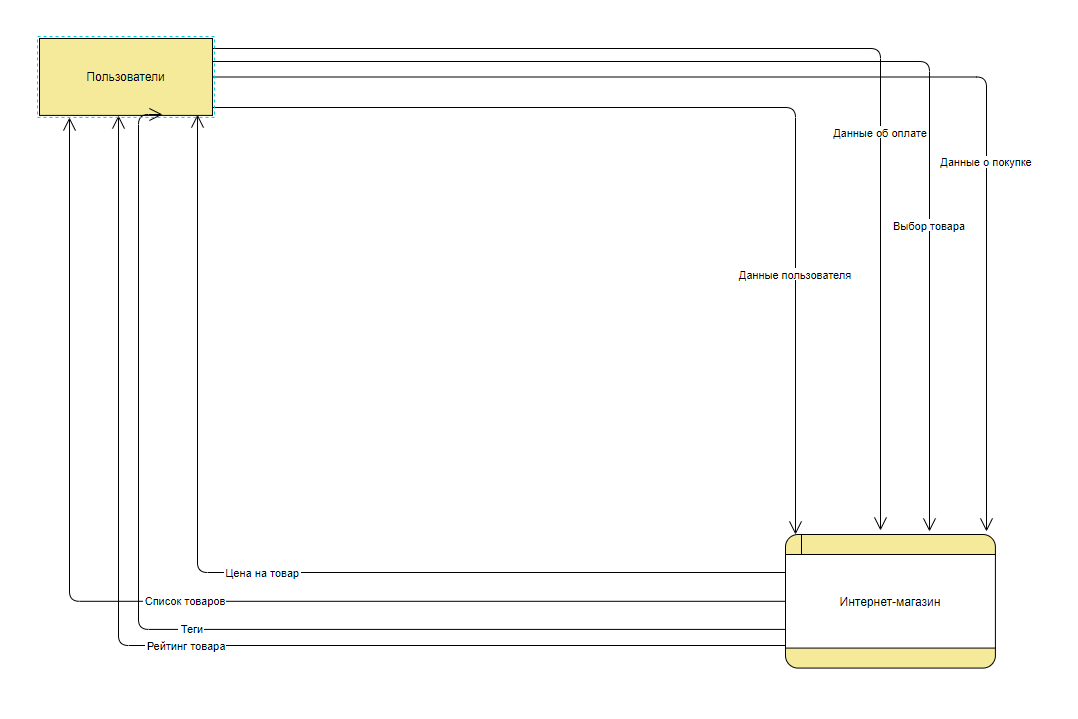 Пользователи
Данные об оплате
Данные о покупке
Выбор товара
Данные пользователя
Цена на товар
Список товаров
Интернет-магазин
Теги
Рейтинг товара